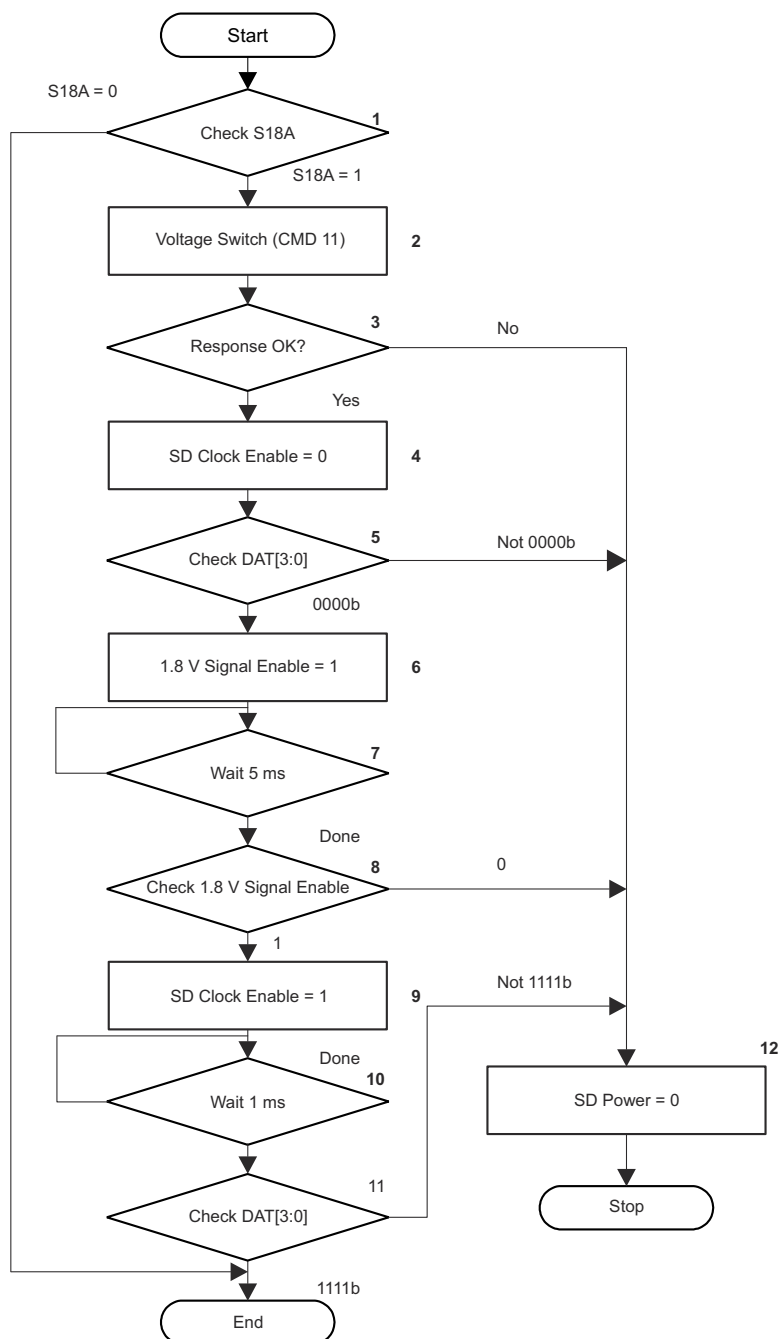 Start
S18A = 0
1
Check S18A
S18A = 1
Voltage Switch (CMD 11)
2
3
Response OK?
No
Yes
SD Clock Enable = 0
4
5
Check DAT[3:0]
Not 0000b
0000b
1.8 V Signal Enable = 1
6
7
Wait 5 ms
Done
8
Check 1.8 V Signal Enable
0
1
SD Clock Enable = 1
9
Not 1111b
Done
10
Wait 1 ms
12
SD Power = 0
11
Check DAT[3:0]
Stop
1111b
End